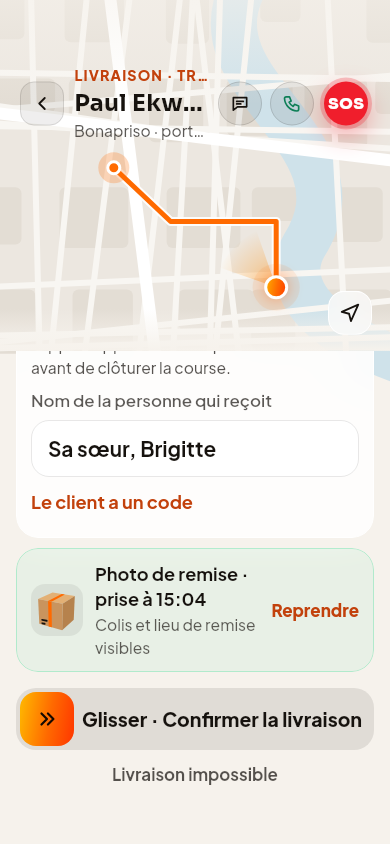 LIVRAISON · TR…
Paul Ekw…
SOS
Bonapriso · port…
avant de clôturer la course.
Nom de la personne qui reçoit
Sa sœur, Brigitte
Le client a un code
Photo de remise ·
prise à 15:04
Reprendre
Colis et lieu de remise
visibles
Glisser · Confirmer la livraison
Livraison impossible